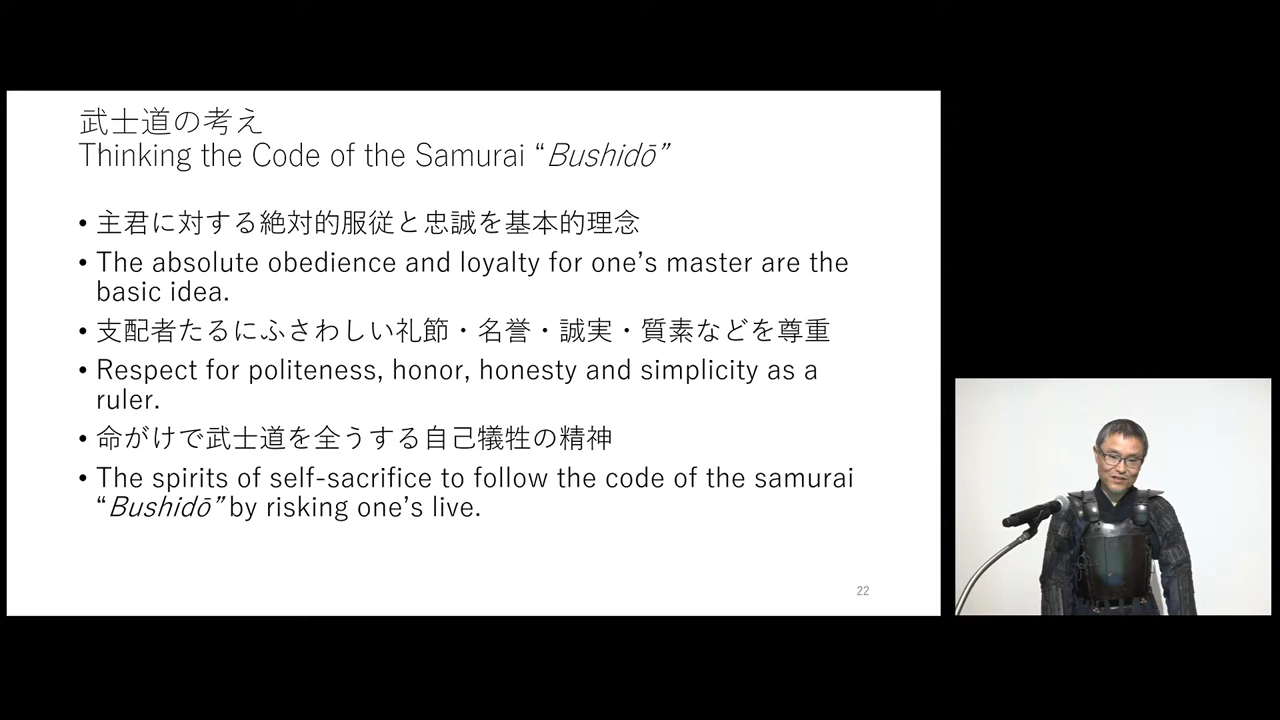 武士道の考え
Thinking the Code of the Samurai “Bushidō”
• 主君に対する絶対的服従と忠誠を基本的理念
• The absolute obedience and loyalty for one’s master are the
basic idea.
• 支配者たるにふさわしい礼節・名誉・誠実・質素などを尊重
• Respect for politeness, honor, honesty and simplicity as a
ruler.
• 命がけで武士道を全うする自己犠牲の精神
• The spirits of self-sacrifice to follow the code of the samurai
“Bushidō” by risking one’s live.
22